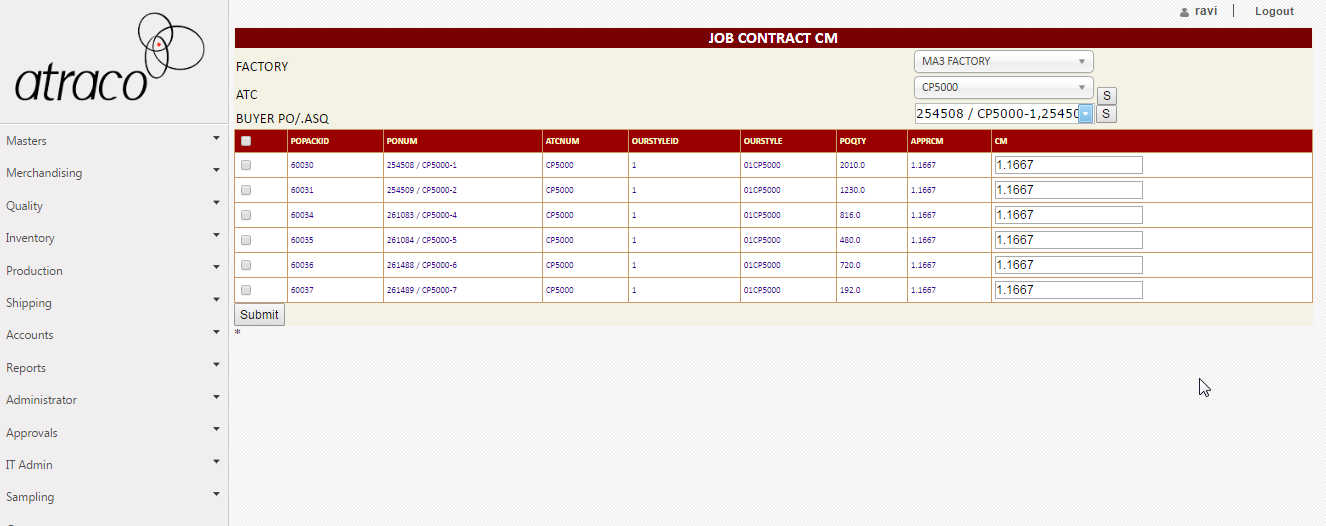 ravi Logout
atraco
JOB CONTRACT CM
FACTORY MA3 FACTORY
ATC CP5000 S
BUYER PO/.ASQ 254508 / CP5000-1,25450 S
Masters
Merchandising
Quality
Inventory
Production
Shipping
Accounts
Reports
Administrator
Approvals
IT Admin
Sampling
POPACKID PONUM ATCNUM OURSTYLEID OURSTYLE POQTY APPRCM CM
60030 254508 / CP5000-1 CP5000 1 01CP5000 2010.0 1.1667 1.1667
60031 254509 / CP5000-2 CP5000 1 01CP5000 1230.0 1.1667 1.1667
60034 261083 / CP5000-4 CP5000 1 01CP5000 816.0 1.1667 1.1667
60035 261084 / CP5000-5 CP5000 1 01CP5000 480.0 1.1667 1.1667
60036 261488 / CP5000-6 CP5000 1 01CP5000 720.0 1.1667 1.1667
60037 261489 / CP5000-7 CP5000 1 01CP5000 192.0 1.1667 1.1667
Submit
*